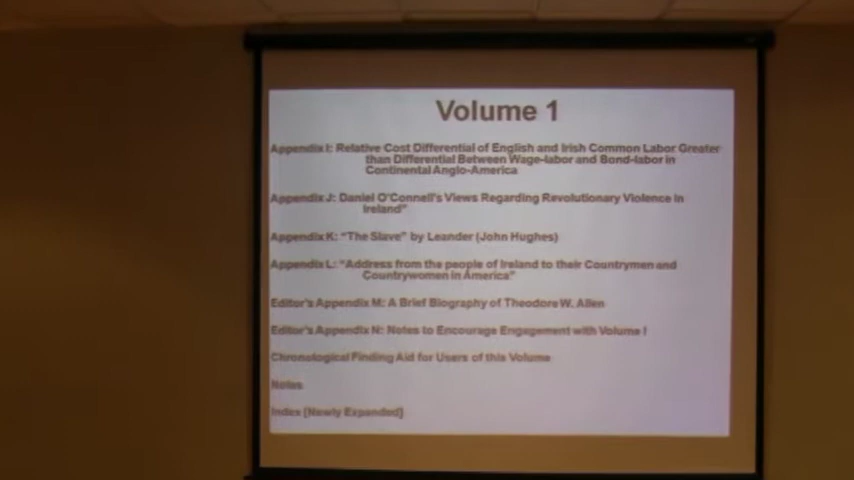 Volume 1
Appendix I: Relative Cost Differential of English and Irish Common Labor Greater
than Differential Between Wage-labor and Bond-labor in
Continental Anglo-America
Appendix J: Daniel O'Connell's Views Regarding Revolutionary Violence in
Ireland"
Appendix K: "The Slave" by Leander (John Hughes)
Appendix L: "Address from the people of Ireland to their Countrymen and
Countrywomen in America"
Editor's Appendix M: A Brief Biography of Theodore W. Allen
Editor's Appendix N: Notes to Encourage Engagement with Volume I
Chronological Finding Aid for Users of this Volume
Notes
Index (Newly Expanded)